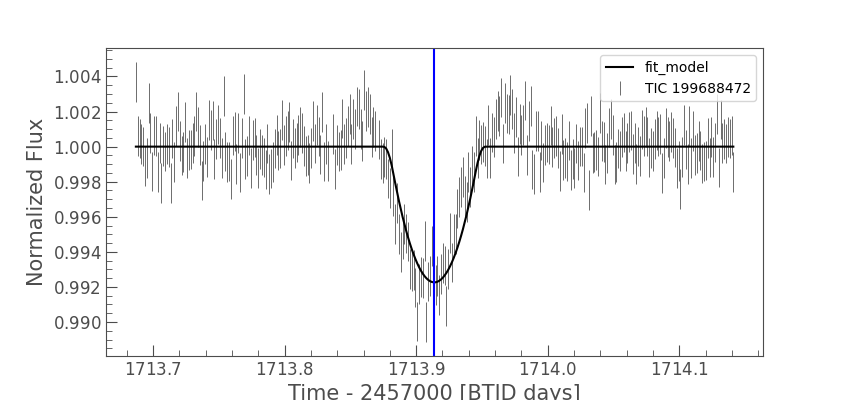 fit_model
TIC 199688472
1.004
1.002
1.000
0.998
0.996
0.994
0.992
0.990
Normalized Flux
1713.7 1713.8 1713.9 1714.0 1714.1
Time - 2457000 [BTJD days]